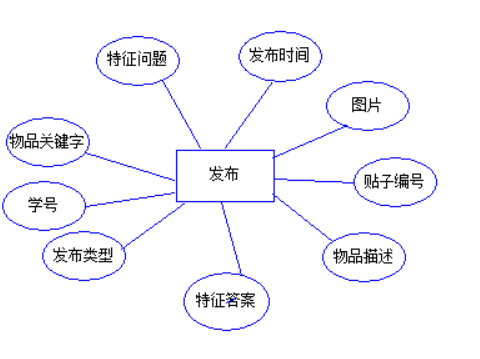 特征问题
发布时间
图片
物品关键字
发布
贴子编号
学号
发布类型
物品描述
特征答案